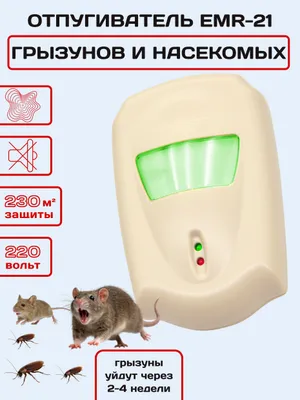 ОТПУГИВАТЕЛЬ EMR-21
ГРЫЗУНОВ И НАСЕКОМЫХ
230 м²
защиты
220
вольт
грызуны
уйдут через
2-4 недели